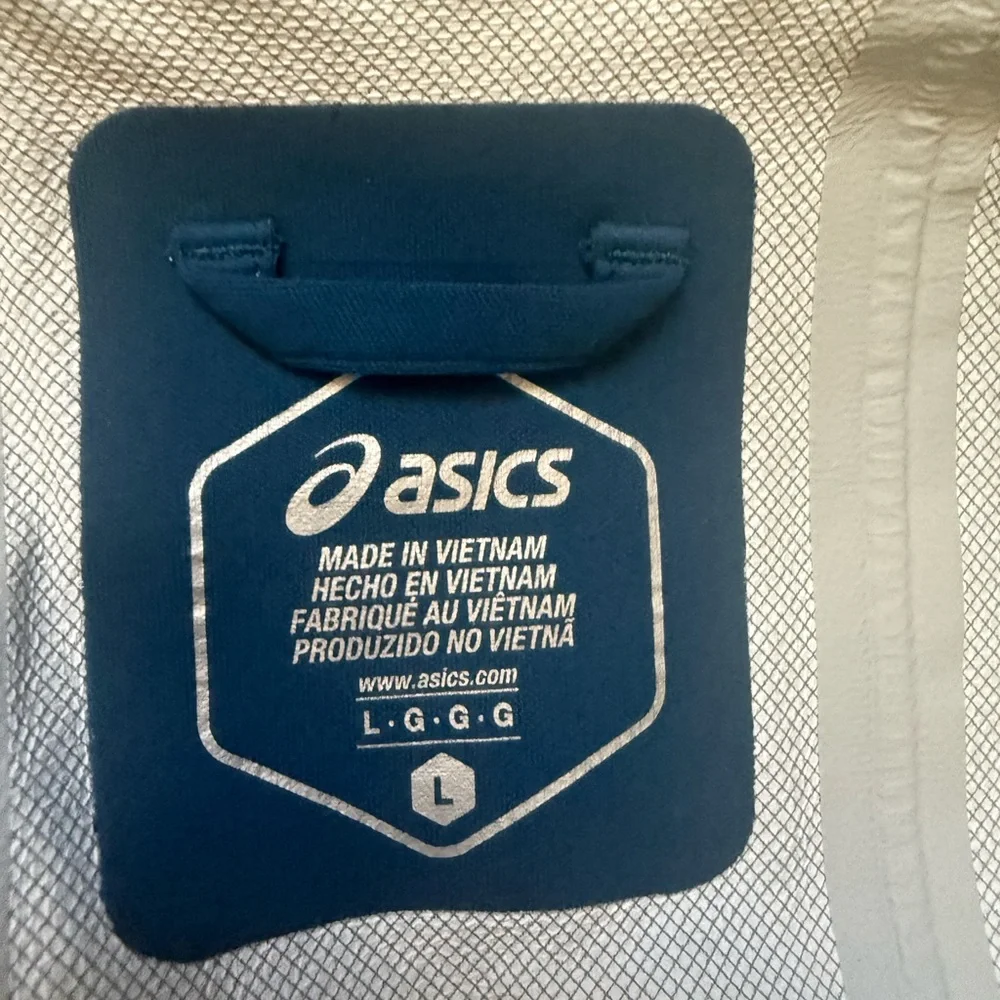 asics
MADE IN VIETNAM
HECHO EN VIETNAM
FABRIQUÉ AU VIÊTNAM
PRODUZIDO NO VIETNÃ
www.asics.com
L·G·G·G
L